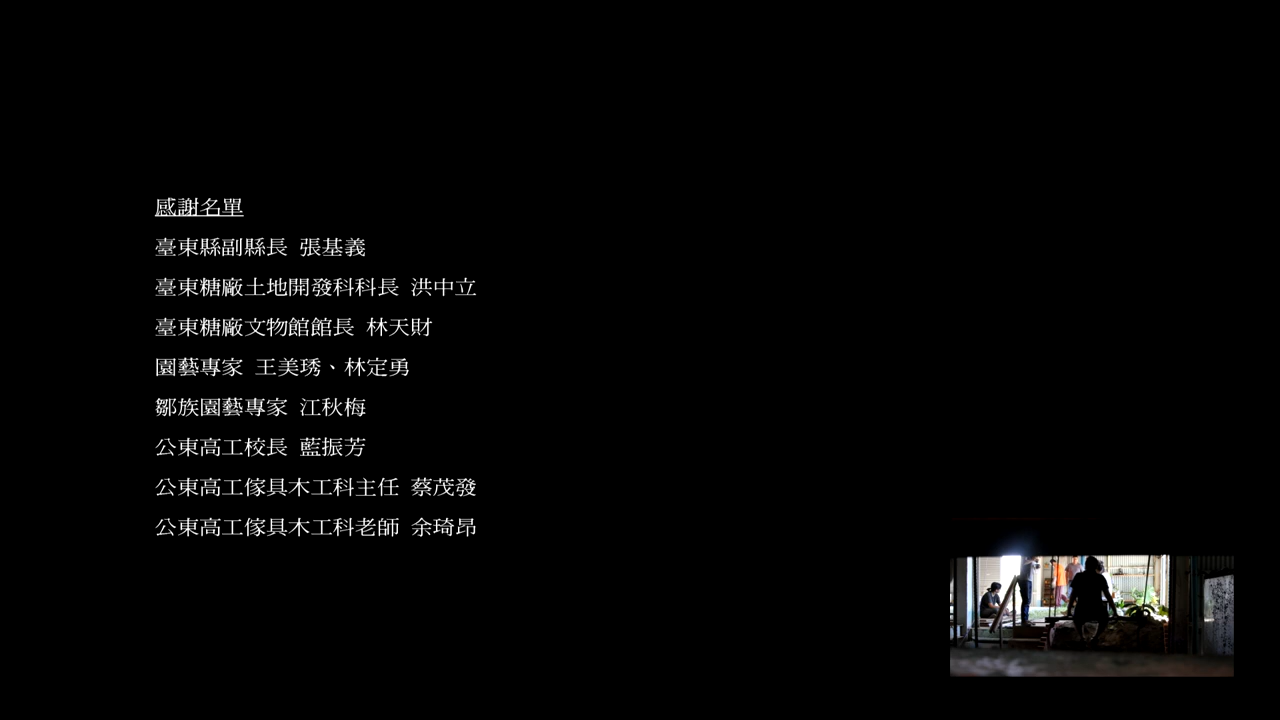 感謝名單
臺東縣副縣長 張基義
臺東糖廠土地開發科科長 洪中立
臺東糖廠文物館館長 林天財
園藝專家 王美琇、林定勇
鄒族園藝專家 江秋梅
公東高工校長 藍振芳
公東高工傢具木工科主任 蔡茂發
公東高工傢具木工科老師 余琦昂